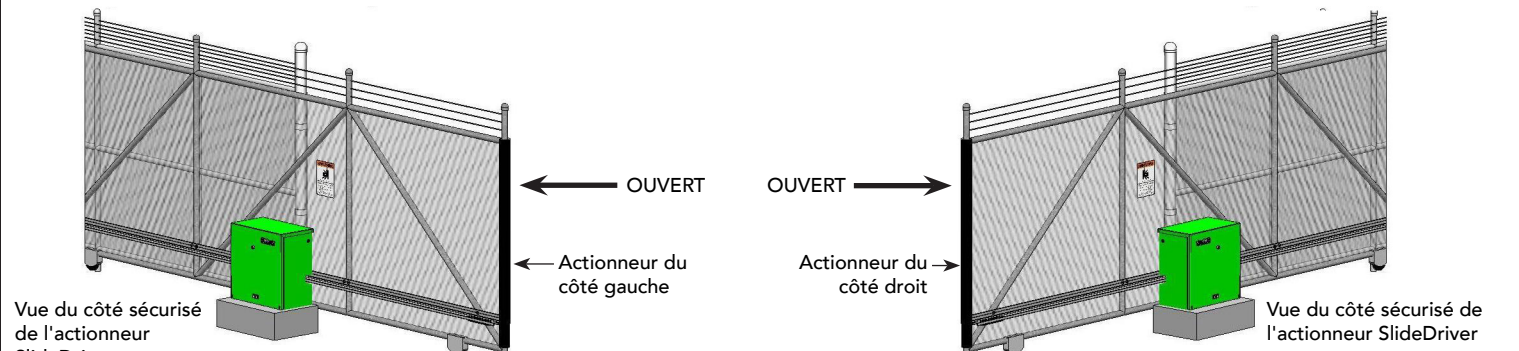 OUVERT
Actionneur du
côté gauche
Vue du côté sécurisé
de l'actionneur
OUVERT
Actionneur du
côté droit
Vue du côté sécurisé de
l'actionneur SlideDriver